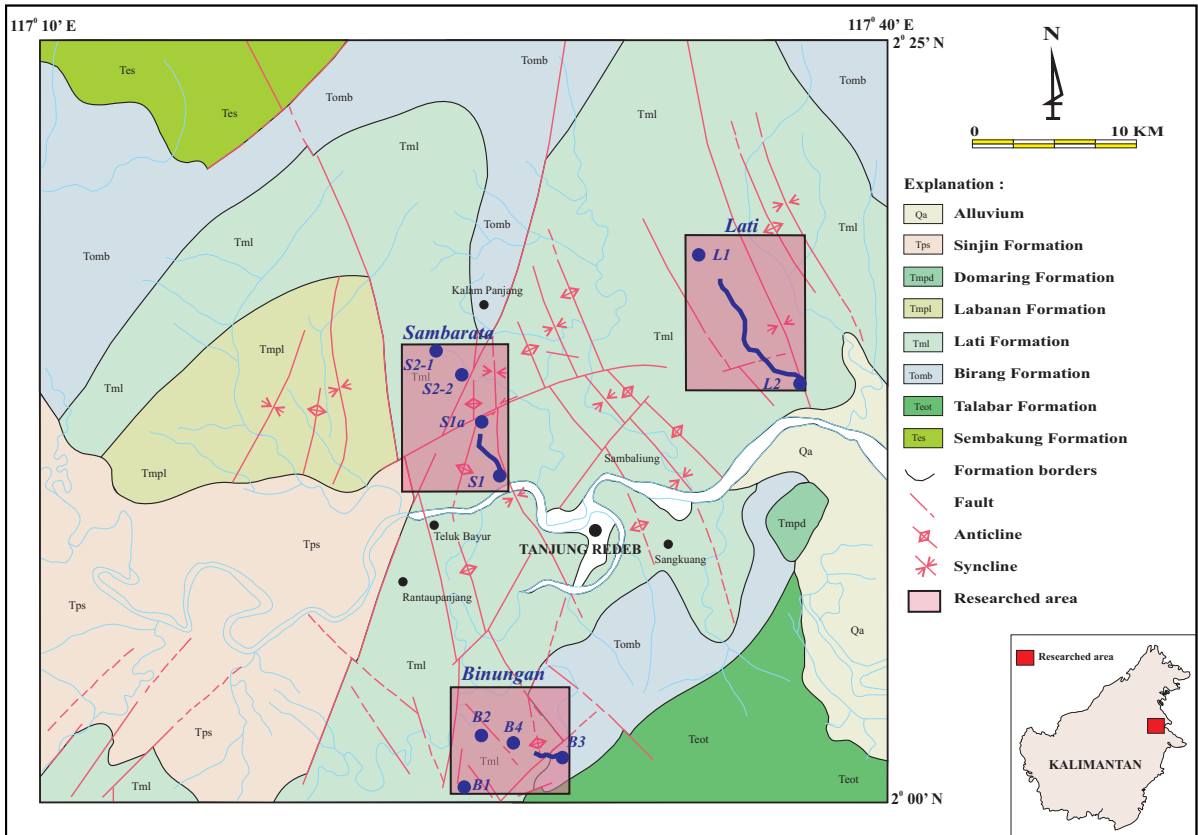 117° 10' E
117° 40' E
2° 25' N
2° 00' N
N
0 10 KM
Explanation :
Qa Alluvium
Tps Sinjin Formation
Tmpd Domaring Formation
Tmpl Labanan Formation
Tml Lati Formation
Tomb Birang Formation
Teot Talabar Formation
Tes Sembakung Formation
Formation borders
Fault
Anticline
Syncline
Researched area
Researched area
KALIMANTAN
Tes
Tes
Tomb
Tomb
Tomb
Tml
Tml
Tml
Tml
Tomb
Tomb
Lati
L1
L2
Kalam Panjang
Tml
Sambarata
S2-1
Tml
S2-2
S1a
S1
Tmpl
Tml
Tmpl
Sambaliung
Qa
Tmpd
TANJUNG REDEB
Sangkuang
Teluk Bayur
Rantaupanjang
Tps
Tps
Tps
Tml
Tomb
Qa
Binungan
B2
B4
B3
Tml
B1
Teot
Teot
Tml